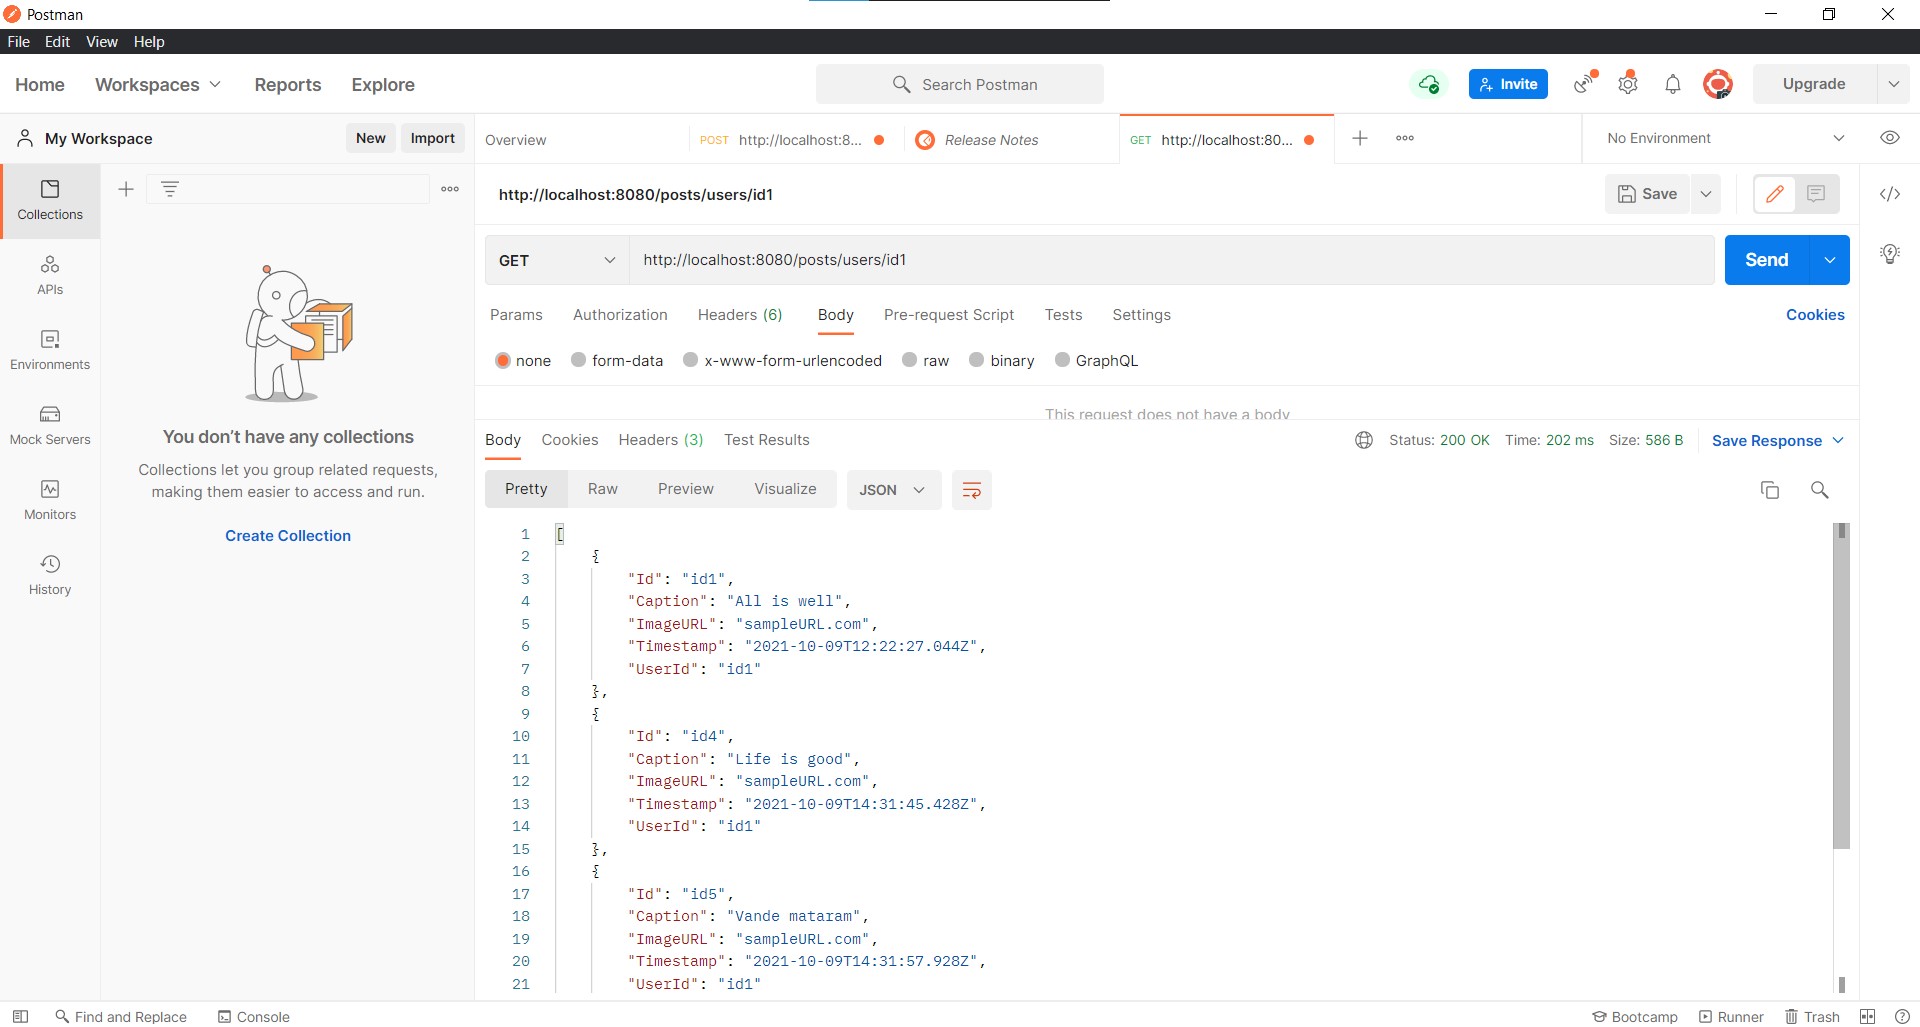 Postman
File Edit View Help
Home Workspaces Reports Explore Search Postman Invite Upgrade
My Workspace New Import Overview POST http://localhost:8... Release Notes GET http://localhost:80... No Environment
http://localhost:8080/posts/users/id1 Save
Collections
GET http://localhost:8080/posts/users/id1 Send
APIs
Params Authorization Headers (6) Body Pre-request Script Tests Settings Cookies
Environments
none form-data x-www-form-urlencoded raw binary GraphQL
This request does not have a body
Mock Servers
You don't have any collections
Collections let you group related requests,
making them easier to access and run.
Create Collection
Monitors
History
Body Cookies Headers (3) Test Results Status: 200 OK Time: 202 ms Size: 586 B Save Response
Pretty Raw Preview Visualize JSON
1 [
2 {
3 "Id": "id1",
4 "Caption": "All is well",
5 "ImageURL": "sampleURL.com",
6 "Timestamp": "2021-10-09T12:22:27.044Z",
7 "UserId": "id1"
8 },
9 {
10 "Id": "id4",
11 "Caption": "Life is good",
12 "ImageURL": "sampleURL.com",
13 "Timestamp": "2021-10-09T14:31:45.428Z",
14 "UserId": "id1"
15 },
16 {
17 "Id": "id5",
18 "Caption": "Vande mataram",
19 "ImageURL": "sampleURL.com",
20 "Timestamp": "2021-10-09T14:31:57.928Z",
21 "UserId": "id1"
Find and Replace Console Bootcamp Runner Trash